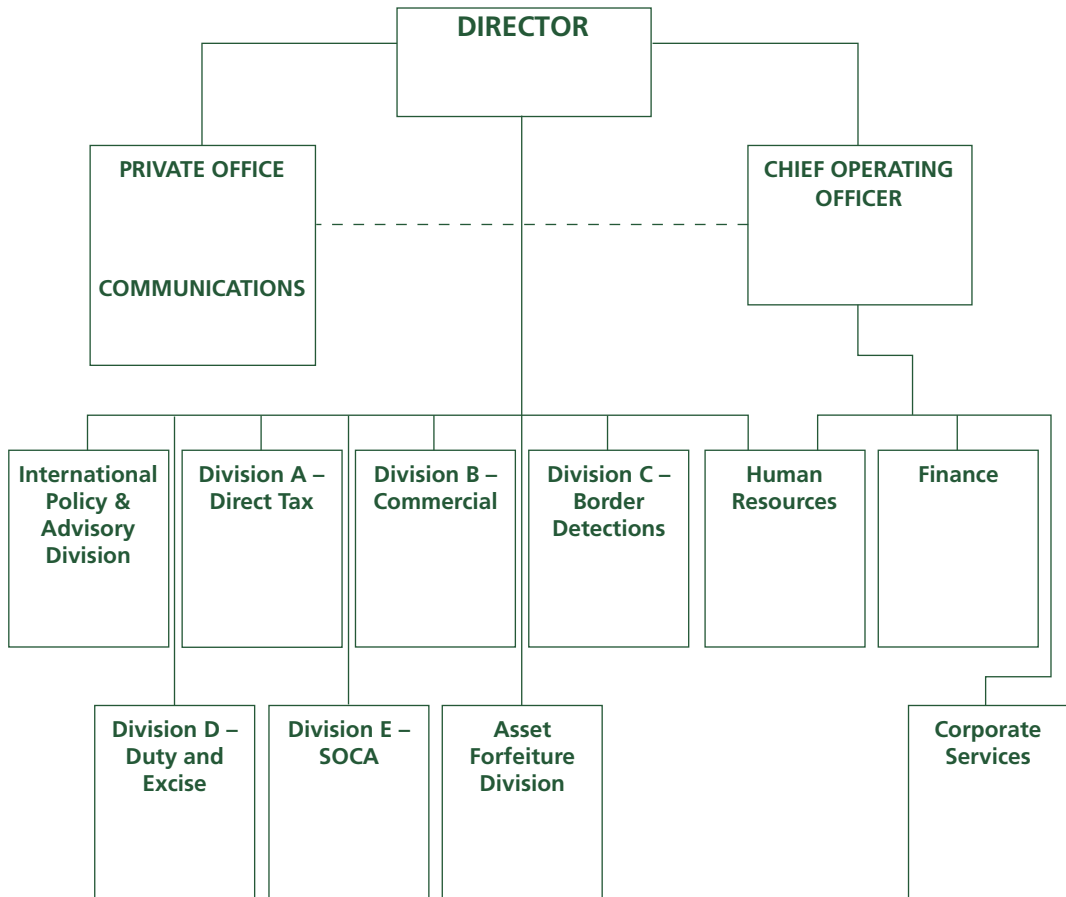 DIRECTOR
PRIVATE OFFICE
COMMUNICATIONS
CHIEF OPERATING
OFFICER
International
Policy &
Advisory
Division
Division A –
Direct Tax
Division B –
Commercial
Division C –
Border
Detections
Human
Resources
Finance
Division D –
Duty and
Excise
Division E –
SOCA
Asset
Forfeiture
Division
Corporate
Services